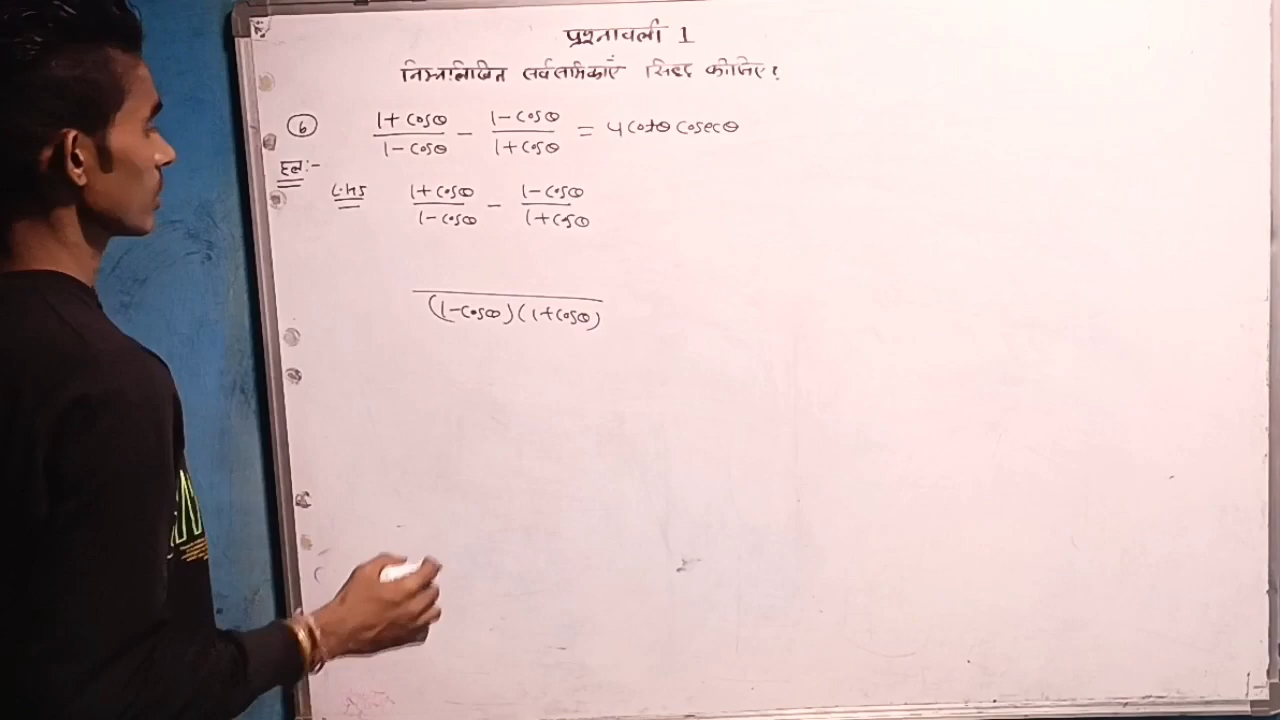 प्रश्नावली 1
निम्नलिखित सर्वसमिकाएँ सिद्ध कीजिए?
⑥ (1+cosθ)/(1-cosθ) - (1-cosθ)/(1+cosθ) = 4cotθ cosecθ
हलः-
L.H.S (1+cosθ)/(1-cosθ) - (1-cosθ)/(1+cosθ)
(1-cosθ)(1+cosθ)